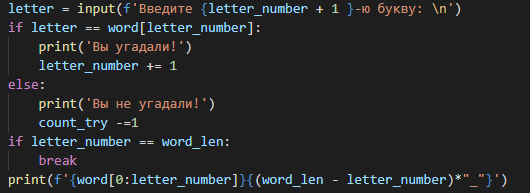 letter = input(f'Введите {letter_number + 1 }-ю букву: \n')
if letter == word[letter_number]:
    print('Вы угадали!')
    letter_number += 1
else:
    print('Вы не угадали!')
    count_try -=1
if letter_number == word_len:
    break
print(f'{word[0:letter_number]}{(word_len - letter_number)*"_"}')